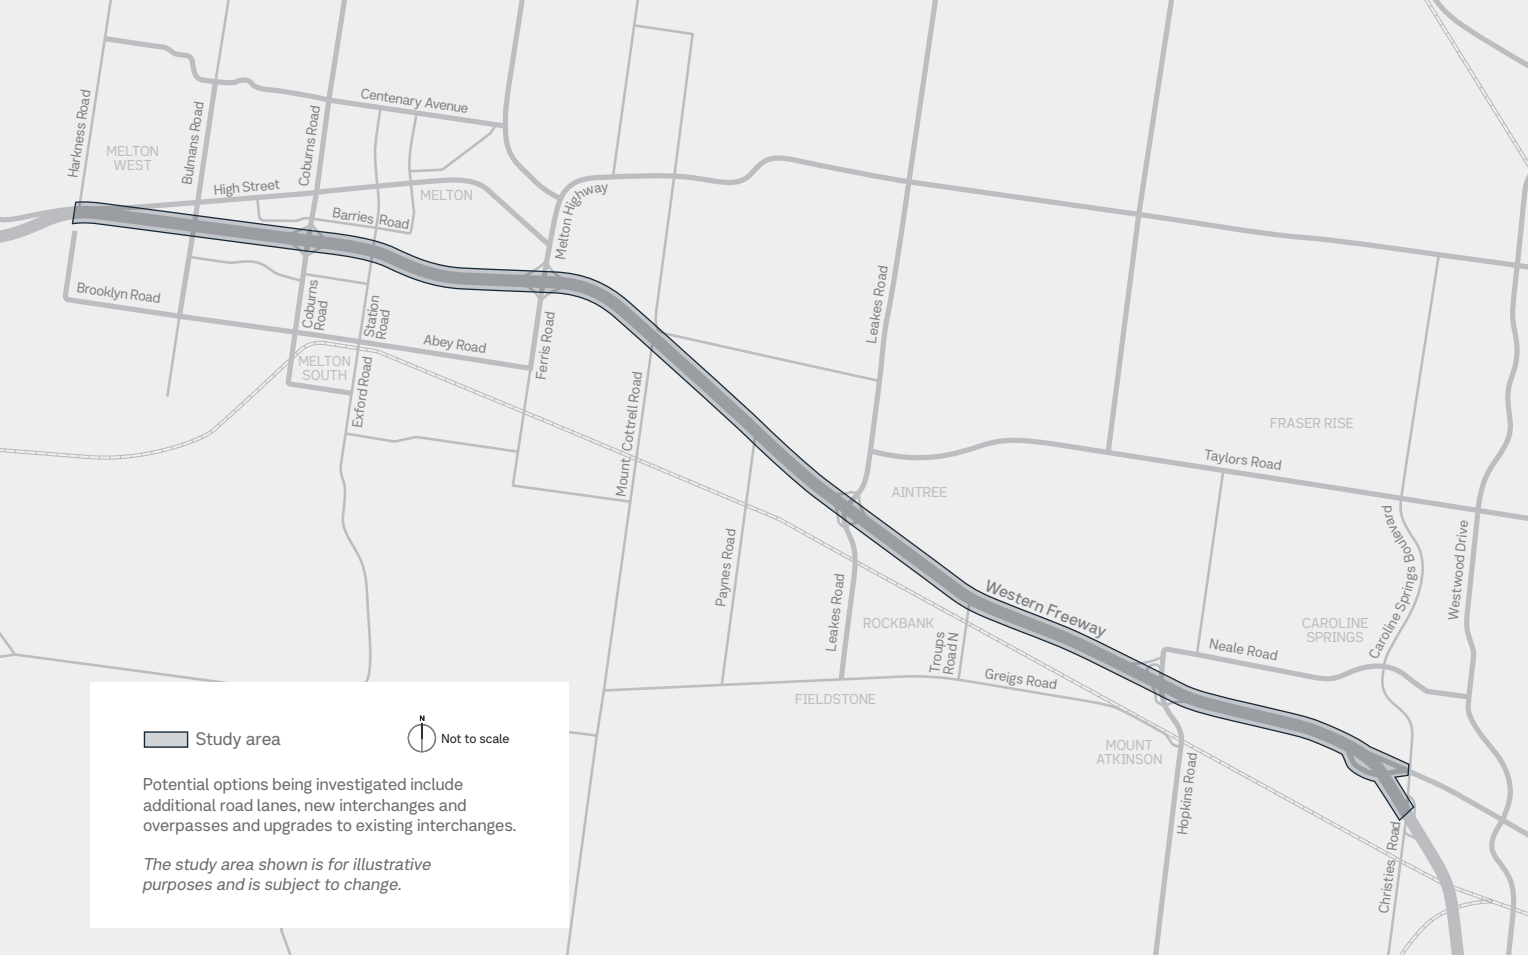 Harkness Road
MELTON
WEST
Bulmans Road
Coburns Road
Centenary Avenue
High Street
Barries Road
MELTON
Melton Highway
Brooklyn Road
Coburns
Road
Station
Road
Abey Road
Ferris Road
MELTON
SOUTH
Exford Road
Mount Cottrell Road
Leakes Road
FRASER RISE
Taylors Road
AINTREE
Paynes Road
Leakes Road
ROCKBANK
Troups
Road N
Western Freeway
Greigs Road
FIELDSTONE
Caroline Springs Boulevard
Westwood Drive
CAROLINE
SPRINGS
Neale Road
MOUNT
ATKINSON
Hopkins Road
Christies Road
Study area
N
Not to scale
Potential options being investigated include
additional road lanes, new interchanges and
overpasses and upgrades to existing interchanges.
The study area shown is for illustrative
purposes and is subject to change.